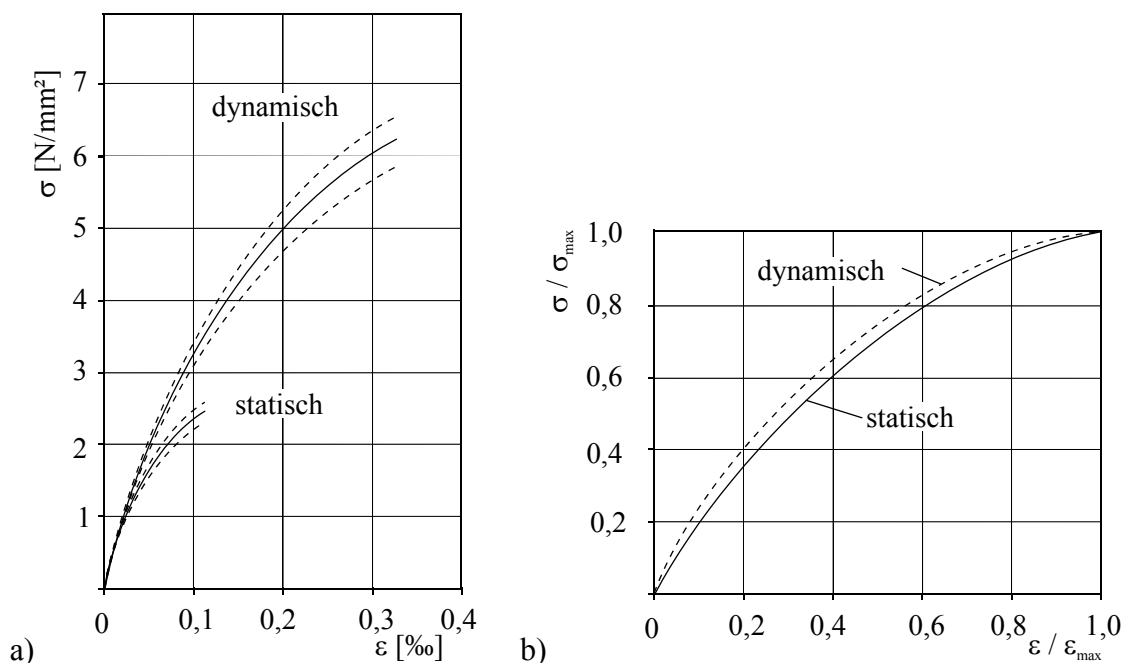 σ [N/mm²]
7
6
5
4
3
2
1
dynamisch
statisch
0
0,1
0,2
0,3
0,4
ε [‰]
a)
σ / σmax
1,0
0,8
0,6
0,4
0,2
dynamisch
statisch
0
0,2
0,4
0,6
0,8
1,0
ε / εmax
b)